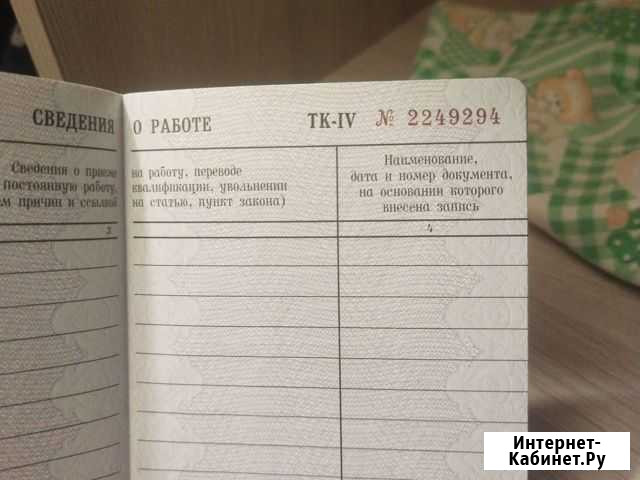 СВЕДЕНИЯ О РАБОТЕ ТК-IV № 2249294
Сведения о приеме на работу, переводе
постоянную работу, квалификации, увольнении
ем причин и ссылкой на статью, пункт закона)
3
Наименование,
дата и номер документа,
на основании которого
внесена запись
4
Интернет-
Кабинет.Ру